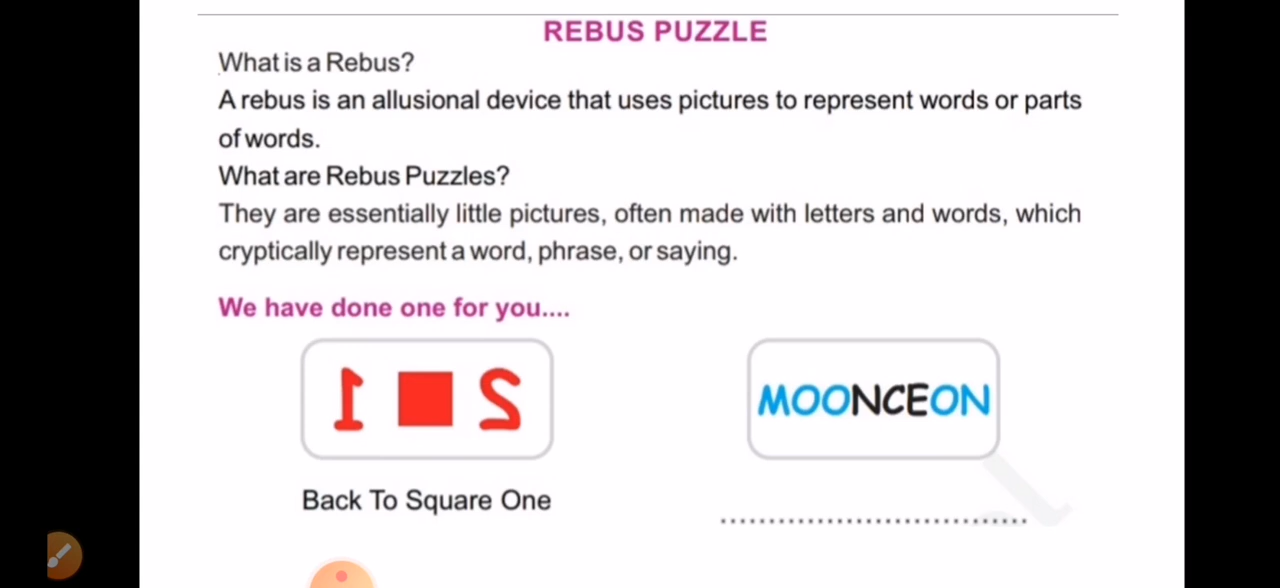 REBUS PUZZLE
What is a Rebus?
A rebus is an allusional device that uses pictures to represent words or parts
of words.
What are Rebus Puzzles?
They are essentially little pictures, often made with letters and words, which
cryptically represent a word, phrase, or saying.
We have done one for you....
1 2
MOONCEON
Back To Square One